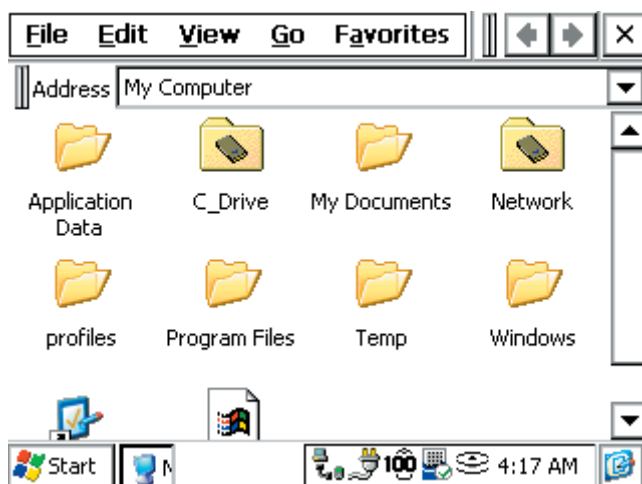 File Edit View Go Favorites
Address My Computer
Application Data C_Drive My Documents Network
profiles Program Files Temp Windows
Start N 100 4:17 AM